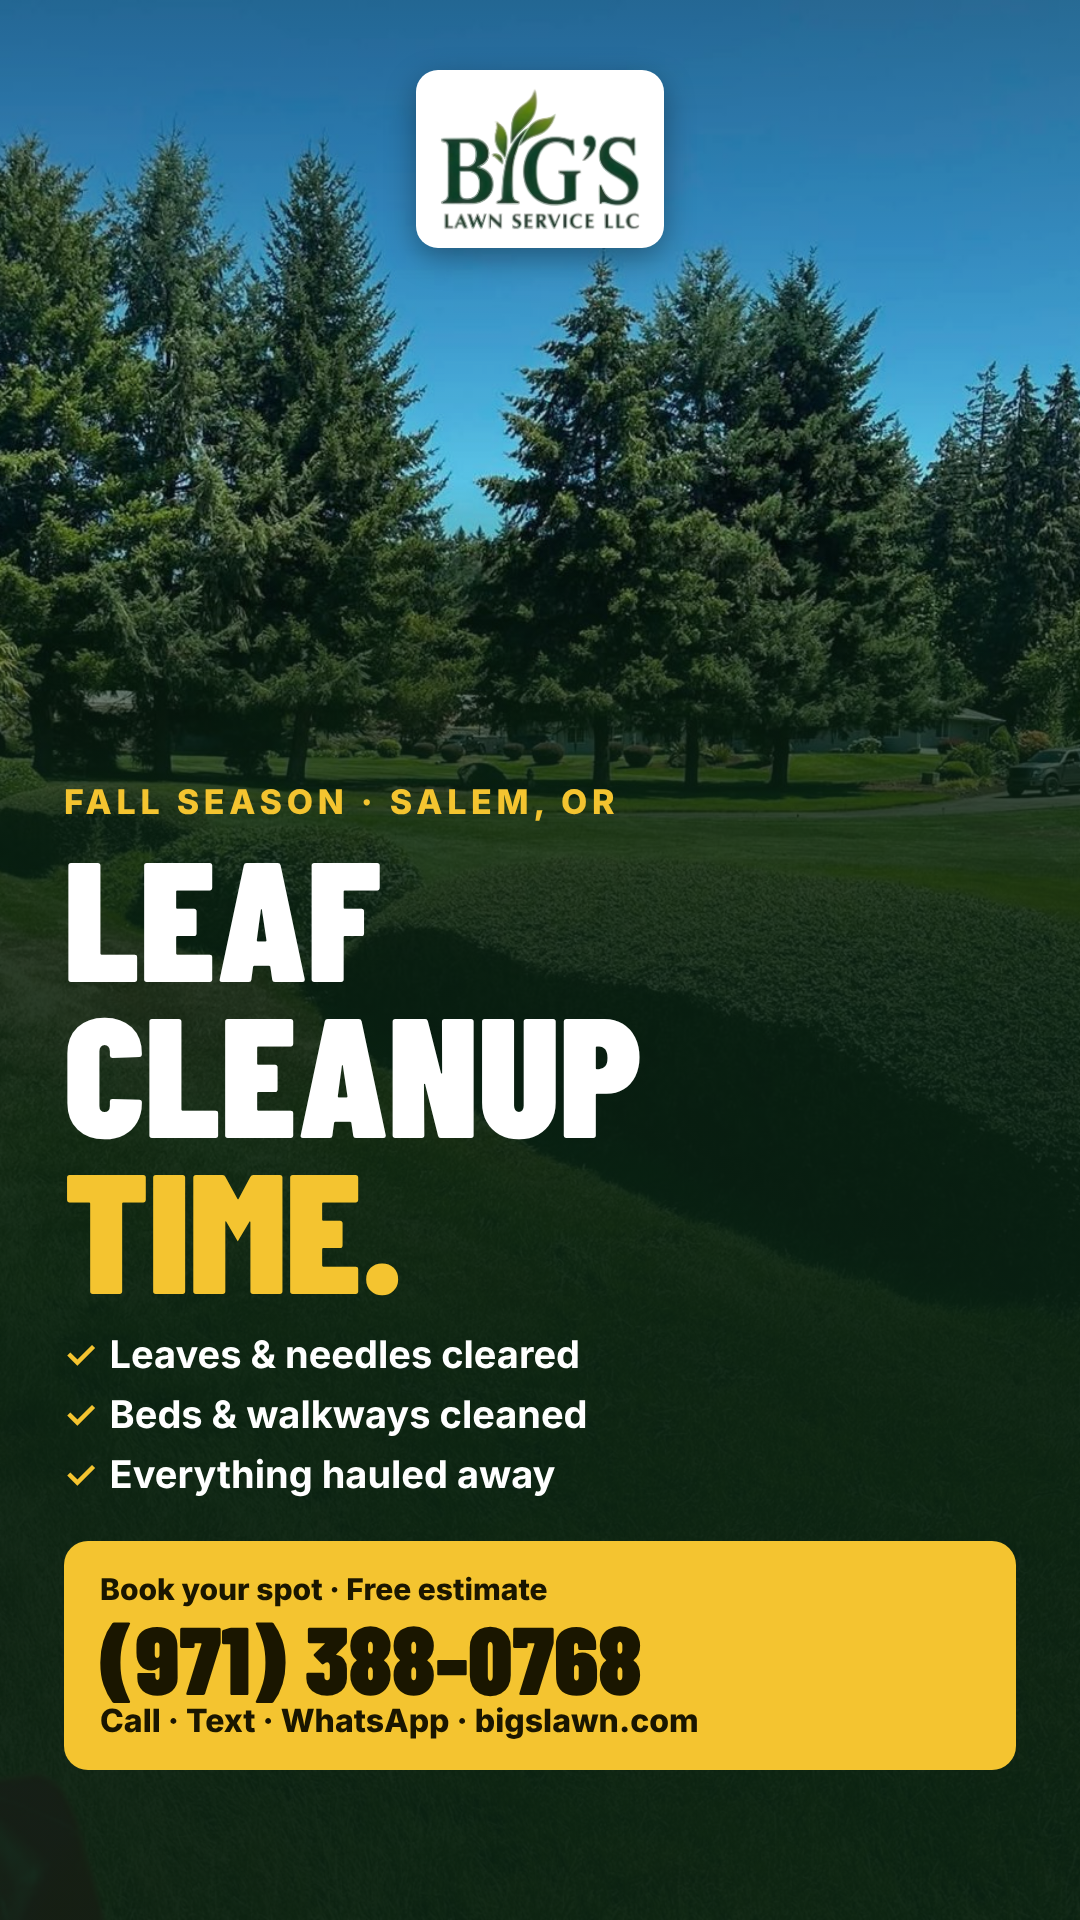 BIG'S
LAWN SERVICE LLC
FALL SEASON · SALEM, OR
LEAF
CLEANUP
TIME.
✓ Leaves & needles cleared
✓ Beds & walkways cleaned
✓ Everything hauled away
Book your spot · Free estimate
(971) 388-0768
Call · Text · WhatsApp · bigslawn.com